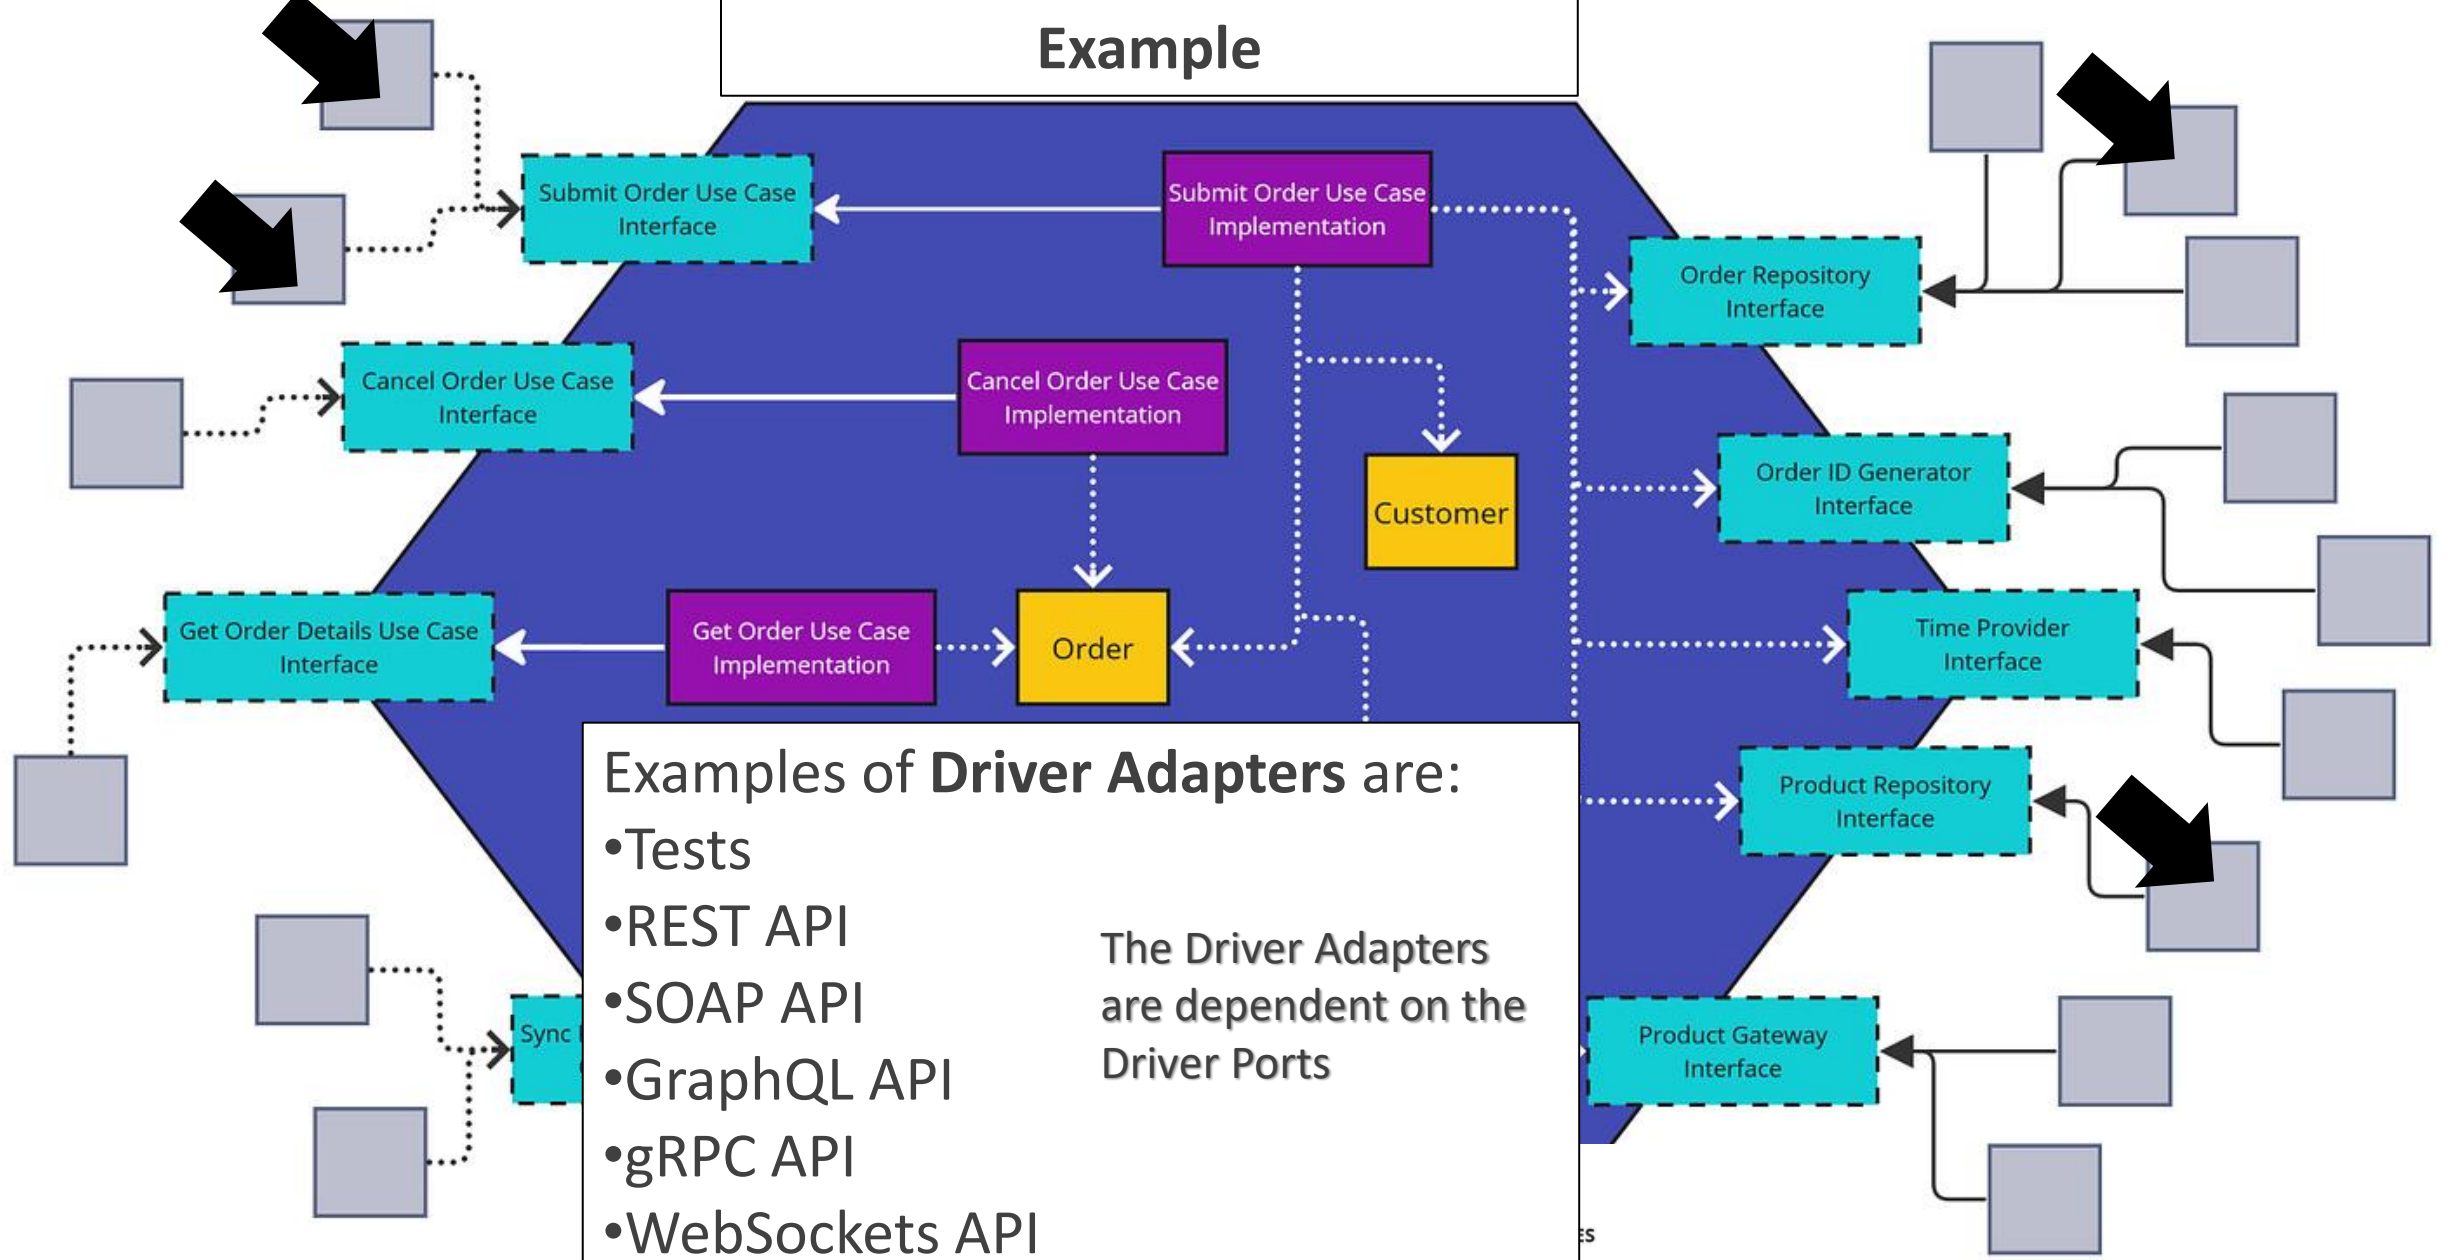 Example
Submit Order Use Case
Interface
Submit Order Use Case
Implementation
Order Repository
Interface
Cancel Order Use Case
Interface
Cancel Order Use Case
Implementation
Customer
Order ID Generator
Interface
Get Order Details Use Case
Interface
Get Order Use Case
Implementation
Order
Time Provider
Interface
Product Repository
Interface
Sync
Product Gateway
Interface
Examples of Driver Adapters are:
•Tests
•REST API
•SOAP API
•GraphQL API
•gRPC API
•WebSockets API
The Driver Adapters
are dependent on the
Driver Ports